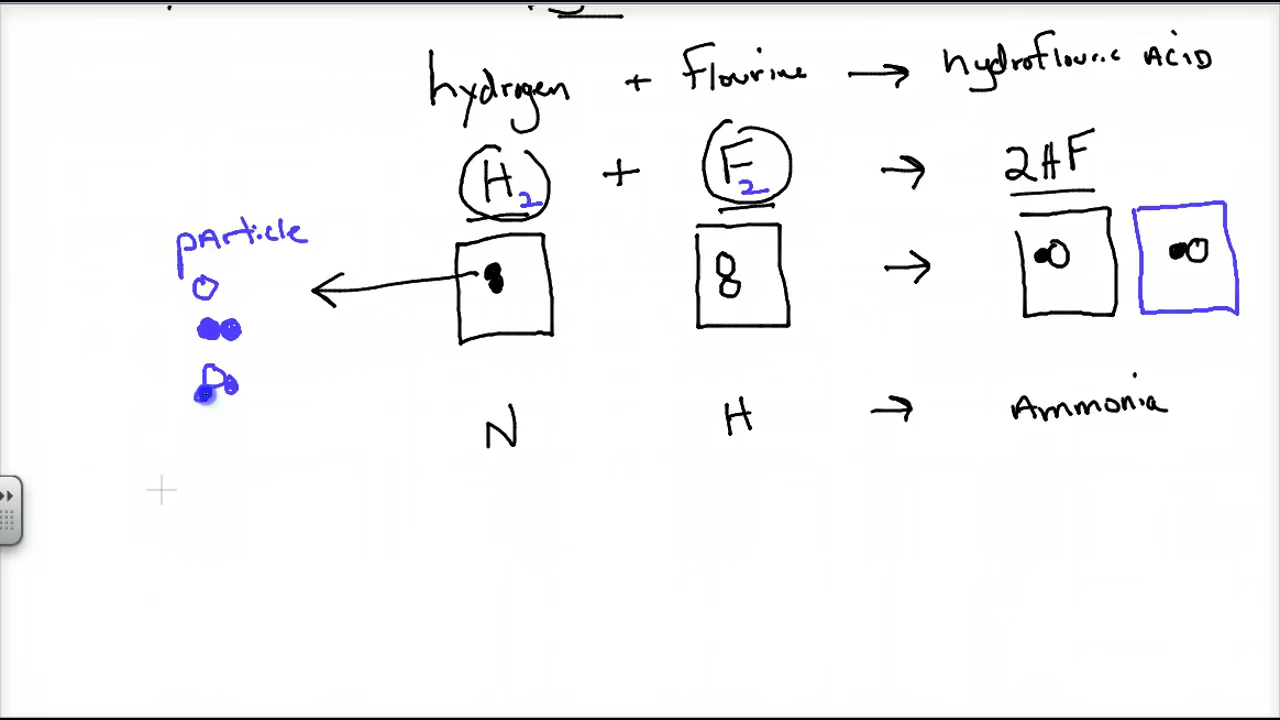 hydrogen + flourine → hydroflouric ACID
H2 + F2 → 2HF
particle
→
N H → Ammonia